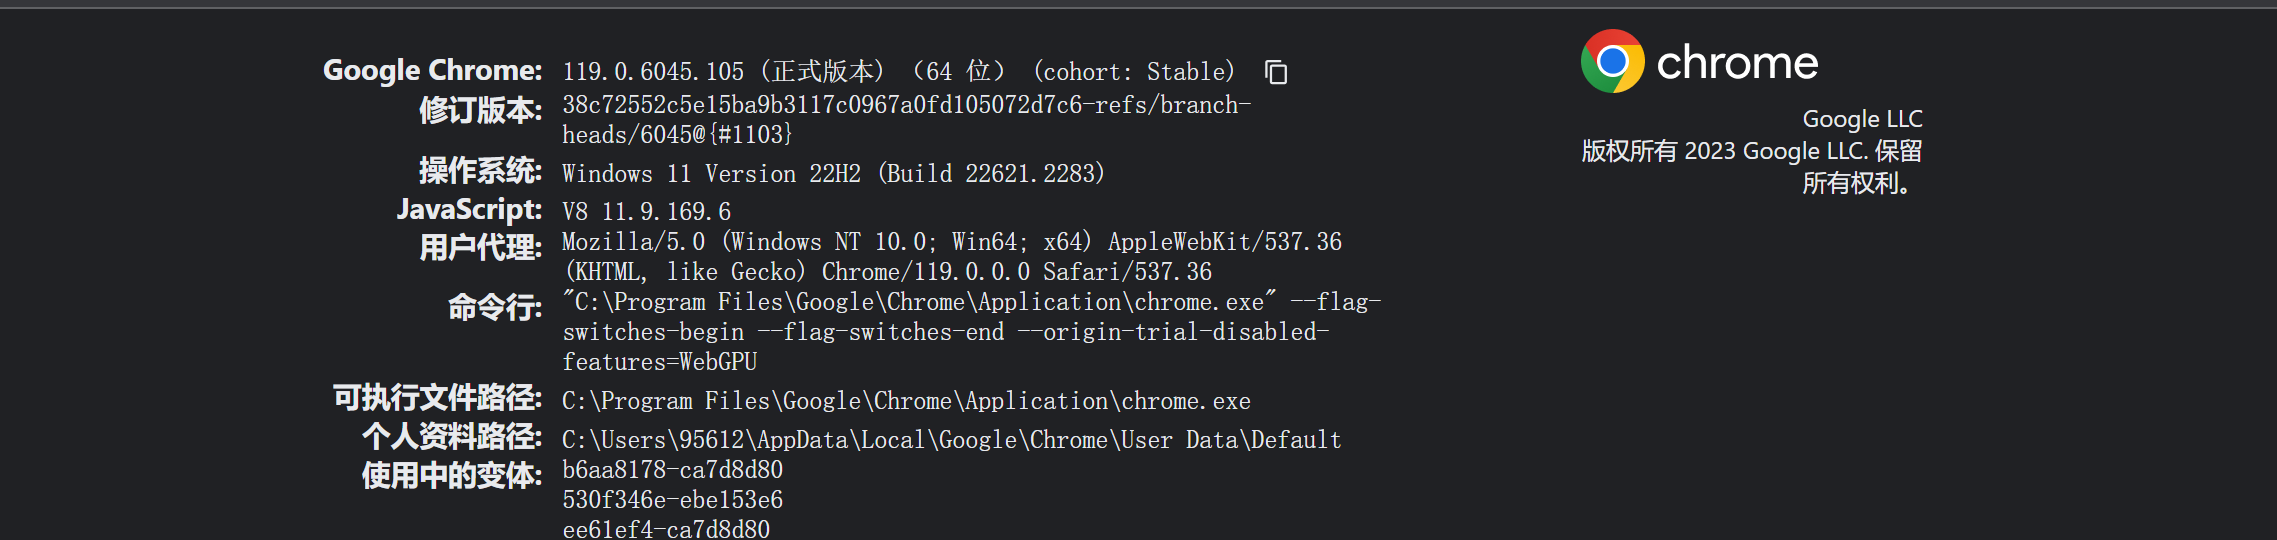 Google Chrome: 119.0.6045.105 (正式版本) （64 位） (cohort: Stable)
修订版本: 38c72552c5e15ba9b3117c0967a0fd105072d7c6-refs/branch-
heads/6045@{#1103}
操作系统: Windows 11 Version 22H2 (Build 22621.2283)
JavaScript: V8 11.9.169.6
用户代理: Mozilla/5.0 (Windows NT 10.0; Win64; x64) AppleWebKit/537.36
(KHTML, like Gecko) Chrome/119.0.0.0 Safari/537.36
命令行: "C:\Program Files\Google\Chrome\Application\chrome.exe" --flag-
switches-begin --flag-switches-end --origin-trial-disabled-
features=WebGPU
可执行文件路径: C:\Program Files\Google\Chrome\Application\chrome.exe
个人资料路径: C:\Users\95612\AppData\Local\Google\Chrome\User Data\Default
使用中的变体: b6aa8178-ca7d8d80
530f346e-ebe153e6
ee61ef4-ca7d8d80
chrome
Google LLC
版权所有 2023 Google LLC. 保留
所有权利。